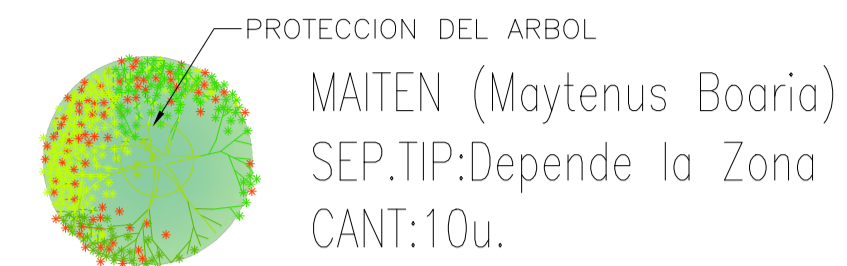 PROTECCION DEL ARBOL
MAITEN (Maytenus Boaria)
SEP.TIP:Depende la Zona
CANT:10u.